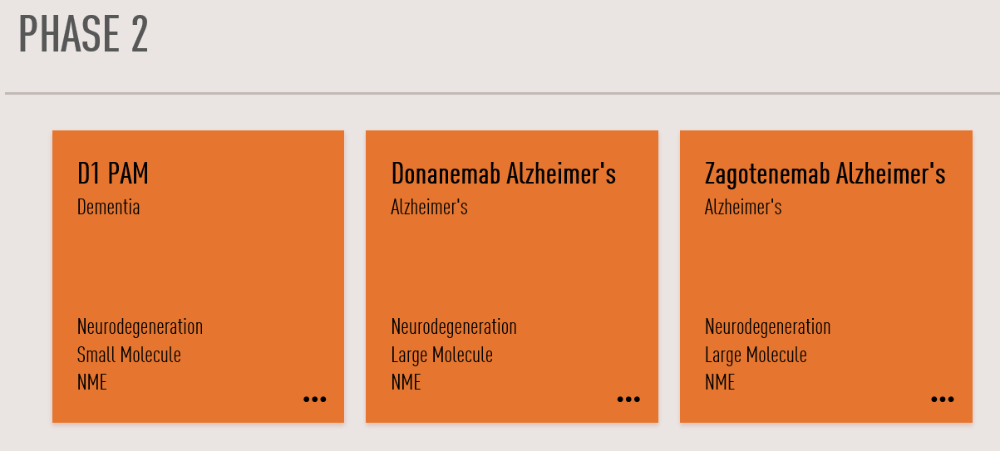 PHASE 2
D1 PAM
Dementia
Neurodegeneration
Small Molecule
NME
•••
Donanemab Alzheimer's
Alzheimer's
Neurodegeneration
Large Molecule
NME
•••
Zagotenemab Alzheimer's
Alzheimer's
Neurodegeneration
Large Molecule
NME
•••